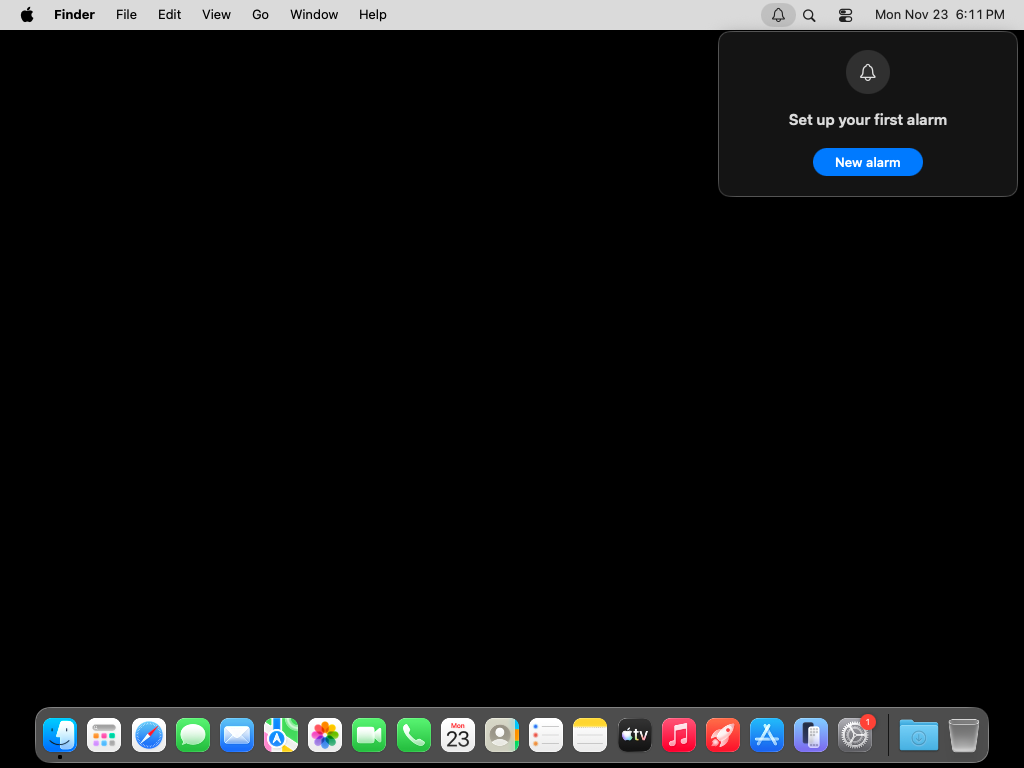 Finder File Edit View Go Window Help Mon Nov 23 6:11 PM
Set up your first alarm
New alarm
Mon
23
tv
1